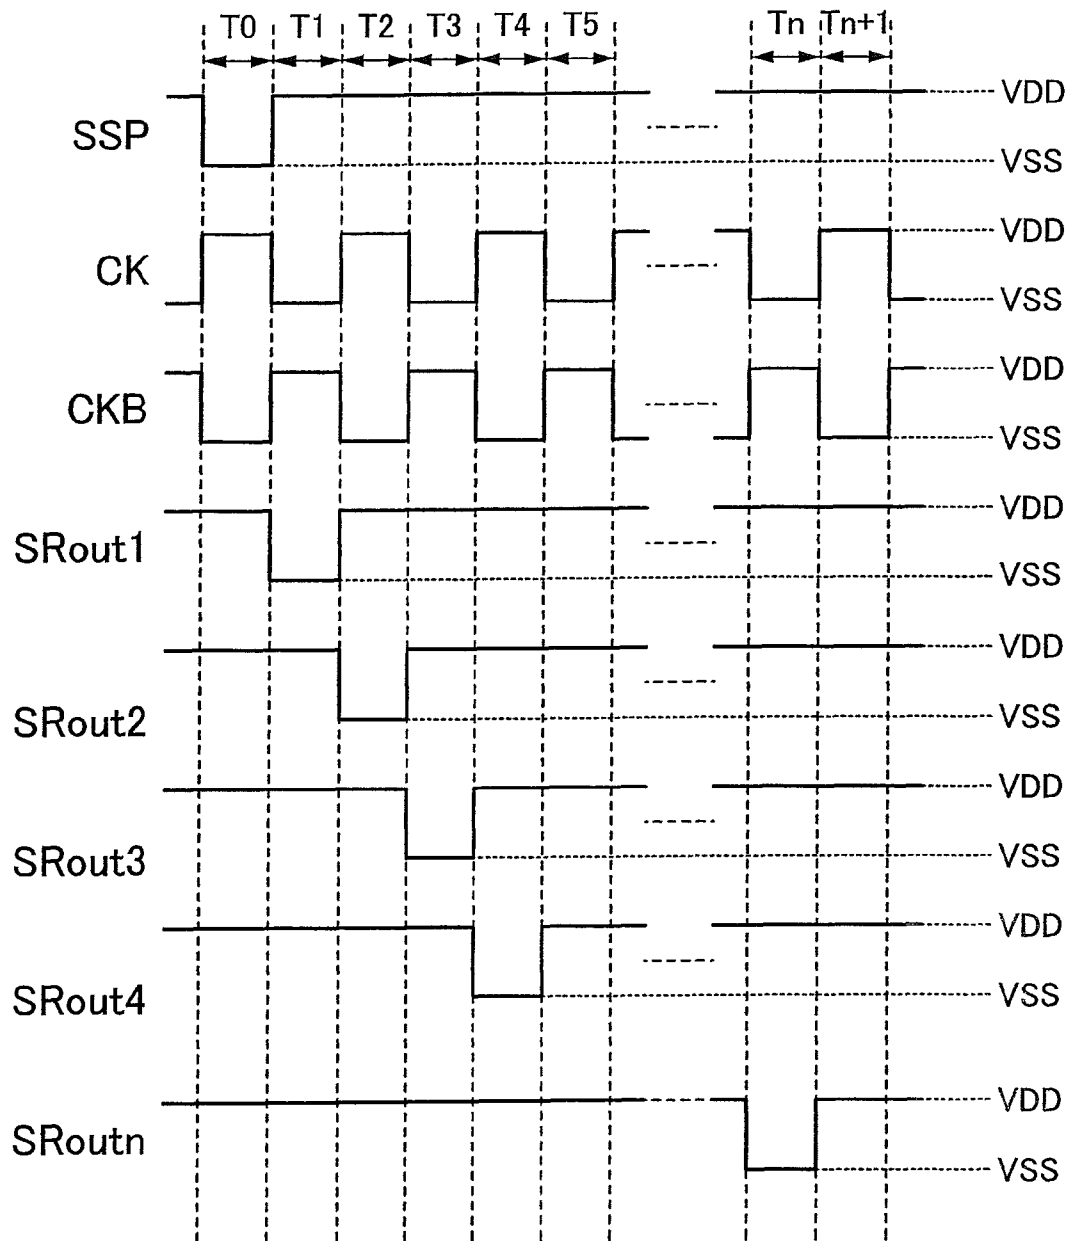 T0 T1 T2 T3 T4 T5 Tn Tn+1
SSP
VDD
VSS
CK
VDD
VSS
CKB
VDD
VSS
SRout1
VDD
VSS
SRout2
VDD
VSS
SRout3
VDD
VSS
SRout4
VDD
VSS
SRoutn
VDD
VSS